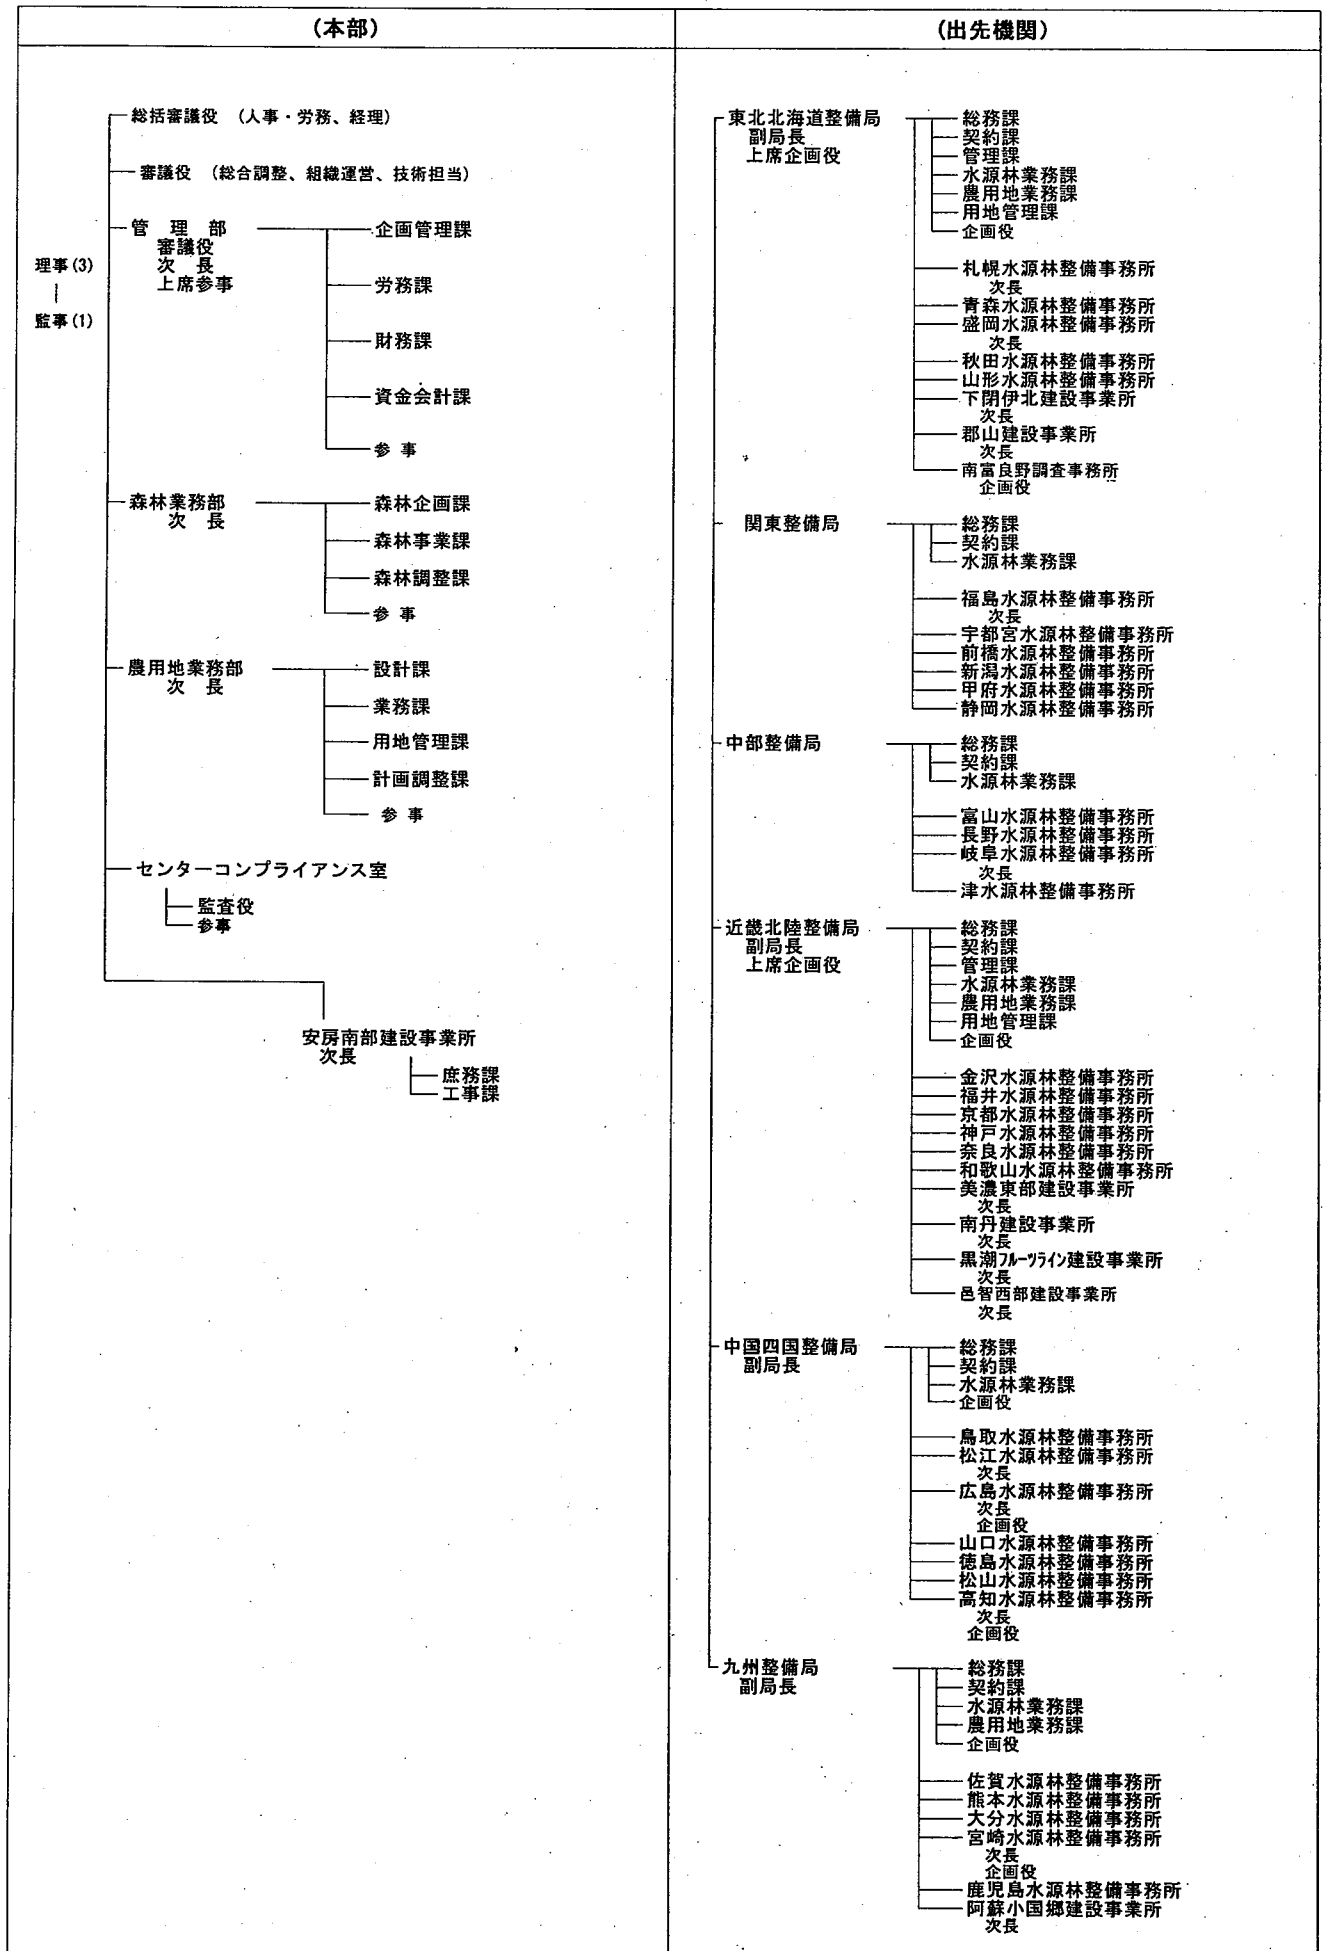 (本部)
総括審議役 (人事・労務、経理)
審議役 (総合調整、組織運営、技術担当)
管 理 部
審議役
次 長
上席参事
理事(3)
監事(1)
企画管理課
労務課
財務課
資金会計課
参 事
森林業務部
次 長
森林企画課
森林事業課
森林調整課
参 事
農用地業務部
次 長
設計課
業務課
用地管理課
計画調整課
参 事
センターコンプライアンス室
監査役
参事
安房南部建設事業所
次長
庶務課
工事課
(出先機関)
東北北海道整備局
副局長
上席企画役
総務課
契約課
管理課
水源林業務課
農用地業務課
用地管理課
企画役
札幌水源林整備事務所
次長
青森水源林整備事務所
盛岡水源林整備事務所
次長
秋田水源林整備事務所
山形水源林整備事務所
下閉伊北建設事業所
次長
郡山建設事業所
次長
南富良野調査事務所
企画役
関東整備局
総務課
契約課
水源林業務課
福島水源林整備事務所
次長
宇都宮水源林整備事務所
前橋水源林整備事務所
新潟水源林整備事務所
甲府水源林整備事務所
静岡水源林整備事務所
中部整備局
総務課
契約課
水源林業務課
富山水源林整備事務所
長野水源林整備事務所
岐阜水源林整備事務所
次長
津水源林整備事務所
近畿北陸整備局
副局長
上席企画役
総務課
契約課
管理課
水源林業務課
農用地業務課
用地管理課
企画役
金沢水源林整備事務所
福井水源林整備事務所
京都水源林整備事務所
神戸水源林整備事務所
奈良水源林整備事務所
和歌山水源林整備事務所
美濃東部建設事業所
次長
南丹建設事業所
次長
黒潮ﾌﾙｰﾂﾗｲﾝ建設事業所
次長
邑智西部建設事業所
次長
中国四国整備局
副局長
総務課
契約課
水源林業務課
企画役
鳥取水源林整備事務所
松江水源林整備事務所
次長
広島水源林整備事務所
次長
企画役
山口水源林整備事務所
徳島水源林整備事務所
松山水源林整備事務所
高知水源林整備事務所
次長
企画役
九州整備局
副局長
総務課
契約課
水源林業務課
農用地業務課
企画役
佐賀水源林整備事務所
熊本水源林整備事務所
大分水源林整備事務所
宮崎水源林整備事務所
次長
企画役
鹿児島水源林整備事務所
阿蘇小国郷建設事業所
次長